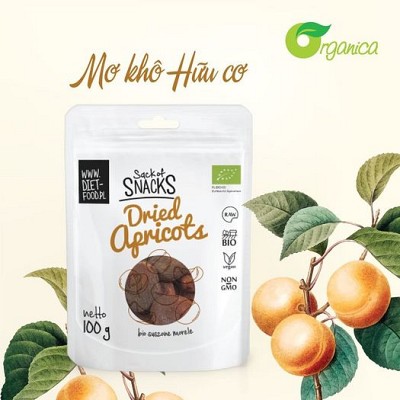 Organica
Mơ khô Hữu cơ
WWW.
DIET-
FOOD.PL
Sack of
SNACKS
Dried
Apricots
RAW
BIO
vegan
NON
GMO
netto
100 g
bio suszone morele